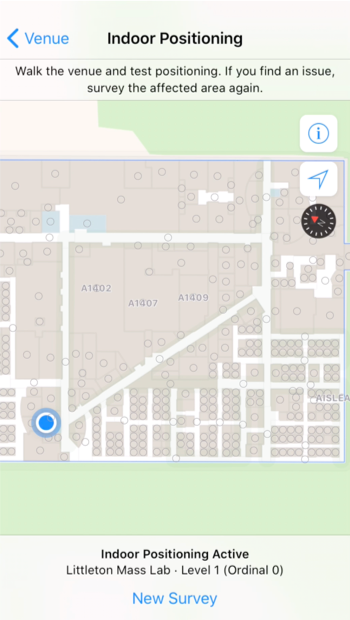 Venue
Indoor Positioning
Walk the venue and test positioning. If you find an issue,
survey the affected area again.
A1402
A1407
A1409
AISLEA
Indoor Positioning Active
Littleton Mass Lab · Level 1 (Ordinal 0)
New Survey